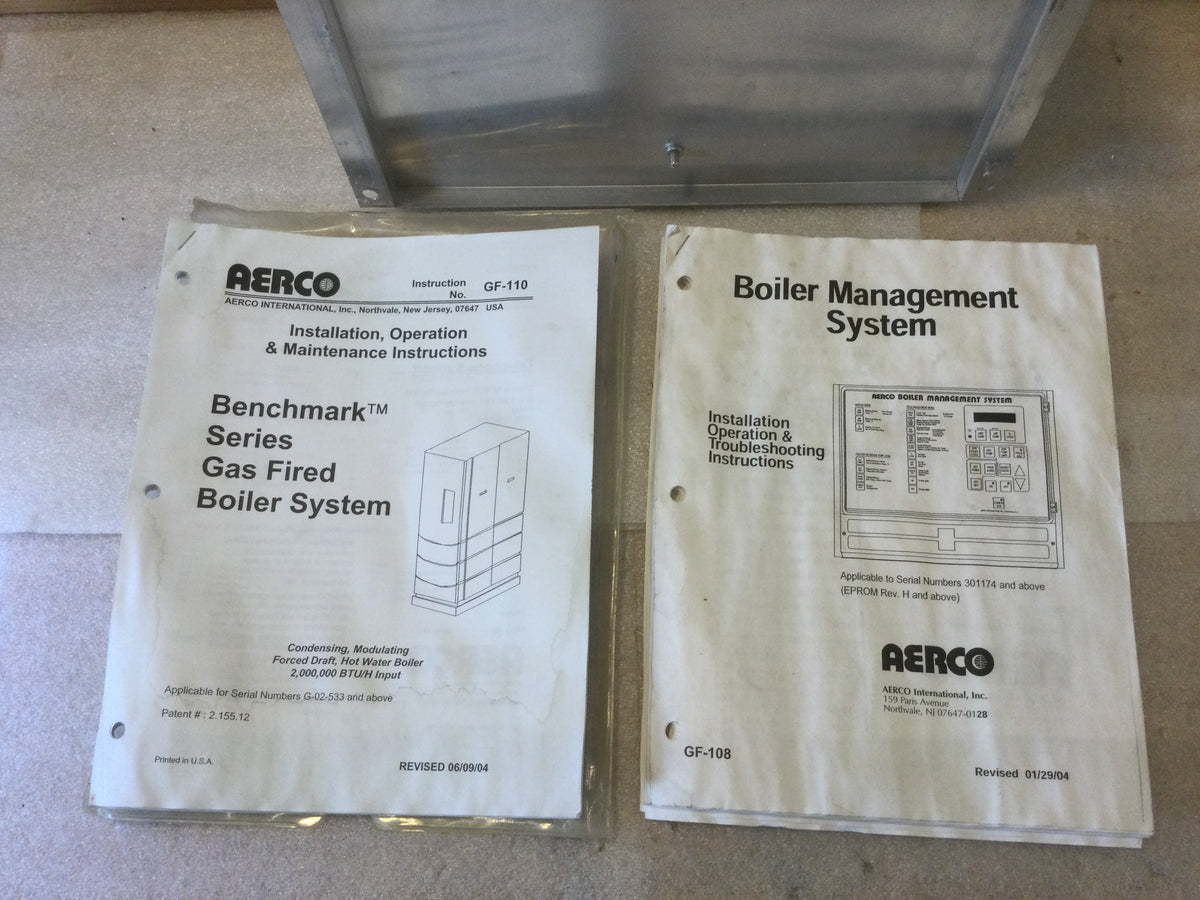 AERCO
Instruction
No. GF-110
AERCO INTERNATIONAL, Inc., Northvale, New Jersey, 07647 USA
Installation, Operation
& Maintenance Instructions
Benchmark™
Series
Gas Fired
Boiler System
Condensing, Modulating
Forced Draft, Hot Water Boiler
2,000,000 BTU/H Input
Applicable for Serial Numbers G-02-533 and above
Patent # : 2.155.12
Printed in U.S.A.
REVISED 06/09/04
Boiler Management
System
Installation
Operation &
Troubleshooting
Instructions
AERCO BOILER MANAGEMENT SYSTEM
Applicable to Serial Numbers 301174 and above
(EPROM Rev. H and above)
AERCO
AERCO International, Inc.
159 Paris Avenue
Northvale, NJ 07647-0128
GF-108
Revised 01/29/04